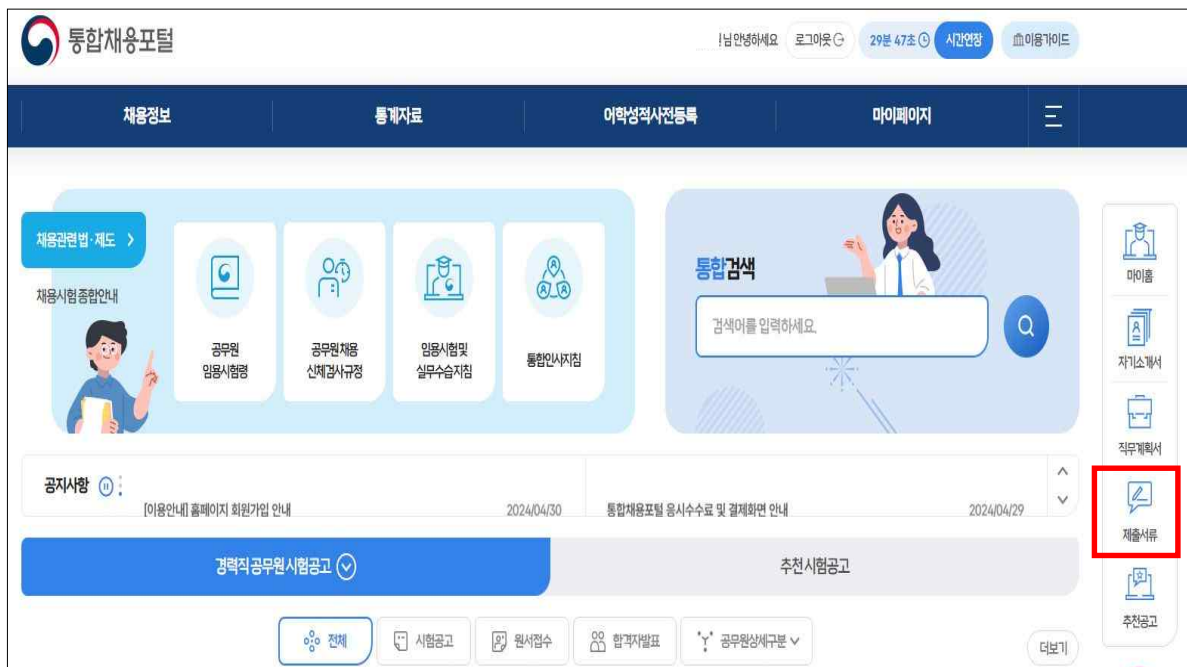 통합채용포털
님 안녕하세요 로그아웃 29분 47초 시간연장 이용가이드
채용정보 통계자료 어학성적사전등록 마이페이지
채용관련 법·제도 >
채용시험 종합안내
공무원
임용시험령
공무원 채용
신체검사규정
임용시험 및
실무수습지침
통합인사지침
통합검색
검색어를 입력하세요.
마이홈
자기소개서
직무계획서
제출서류
추천공고
공지사항
[이용안내] 홈페이지 회원가입 안내 2024/04/30
통합채용포털 응시수수료 및 결제화면 안내 2024/04/29
경력직 공무원 시험공고 추천 시험공고
전체 시험공고 원서접수 합격자발표 공무원상세구분
더보기